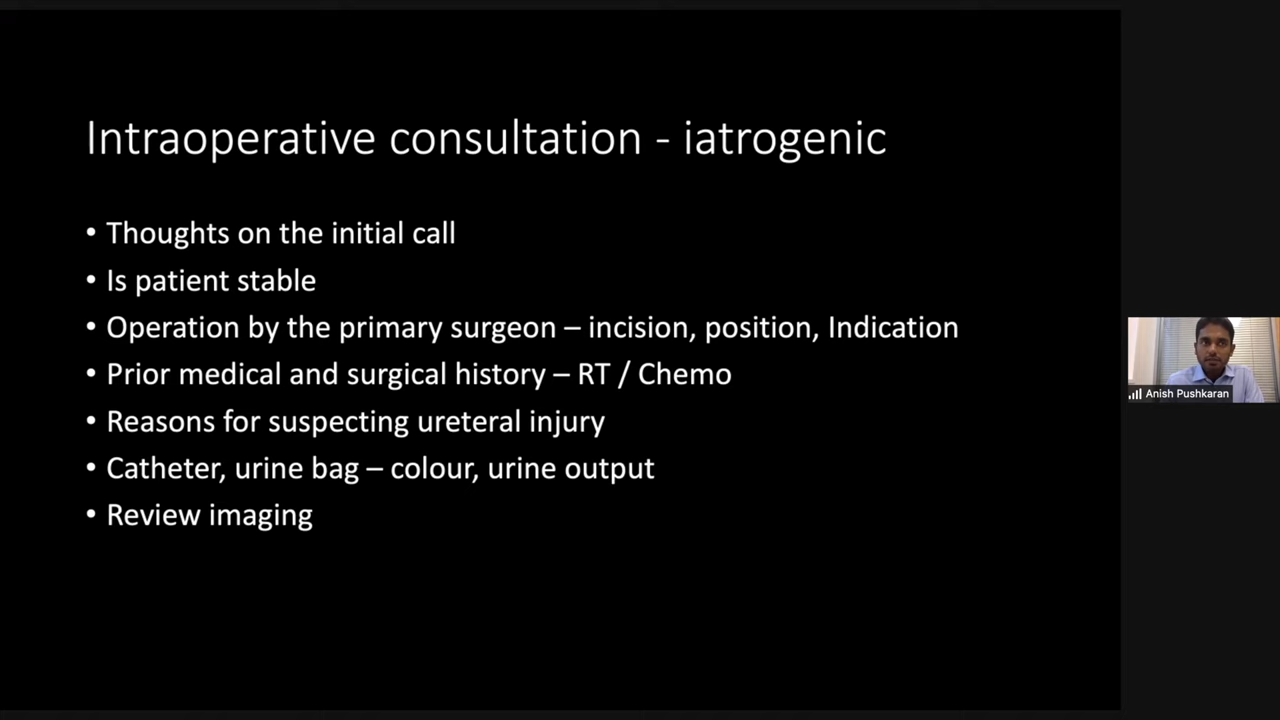 Intraoperative consultation - iatrogenic
• Thoughts on the initial call
• Is patient stable
• Operation by the primary surgeon – incision, position, Indication
• Prior medical and surgical history – RT / Chemo
• Reasons for suspecting ureteral injury
• Catheter, urine bag – colour, urine output
• Review imaging
Anish Pushkaran